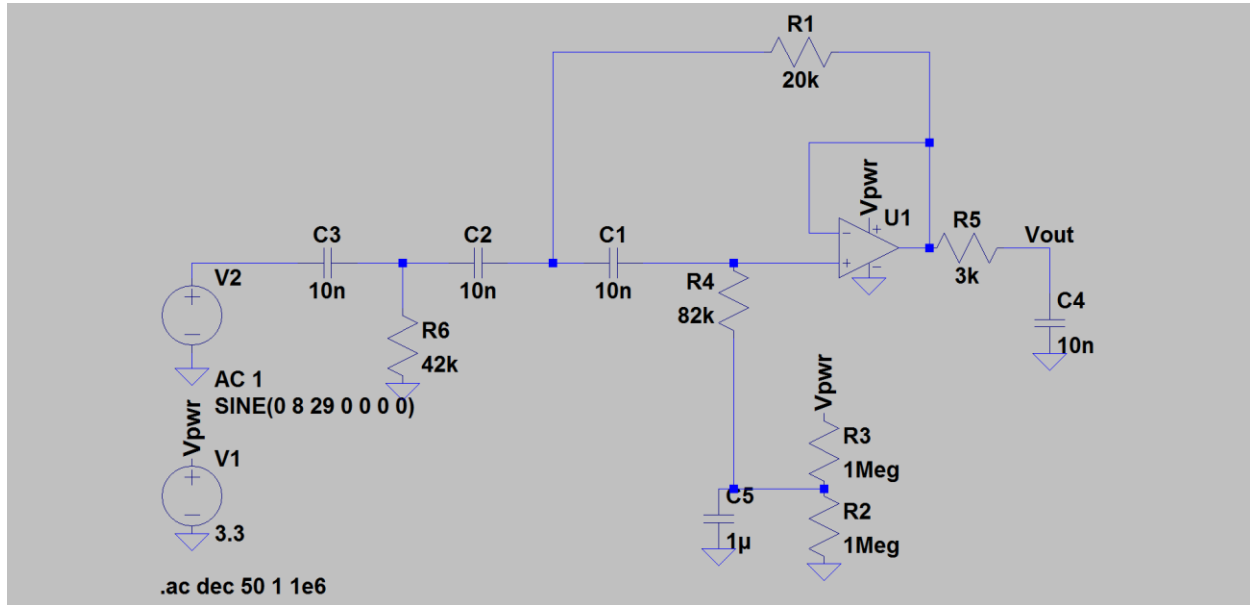 R1
20k
Vpwr
U1
C3
C2
C1
R5
Vout
V2
10n
10n
10n
R4
3k
82k
C4
R6
10n
42k
AC 1
SINE(0 8 29 0 0 0 0)
Vpwr
Vpwr
V1
R3
1Meg
C5
R2
3.3
1µ
1Meg
.ac dec 50 1 1e6